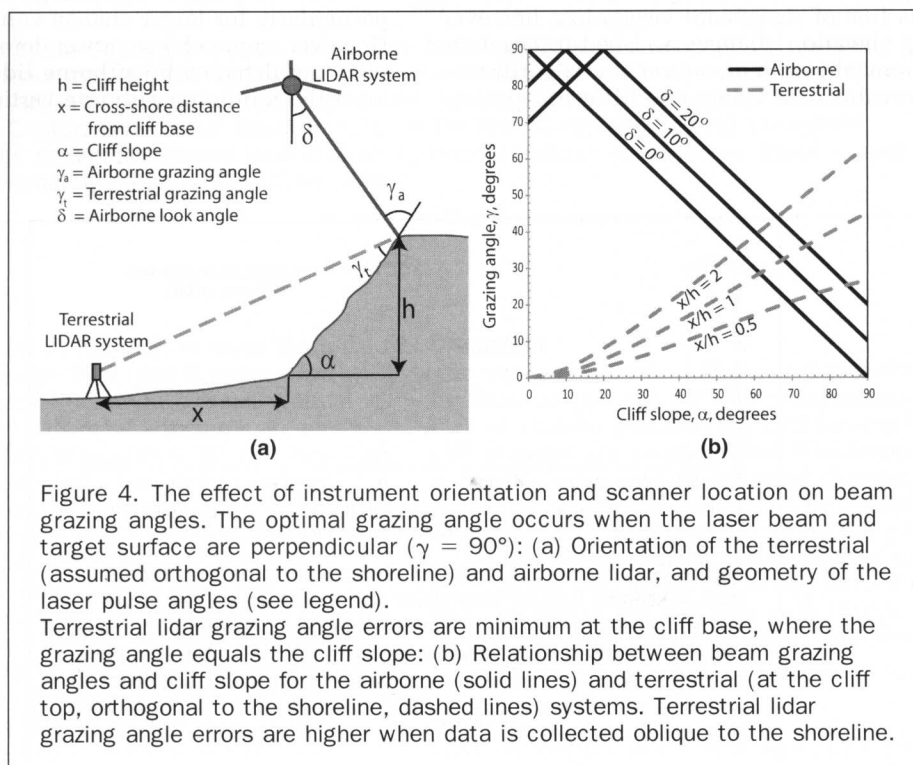 Airborne
LIDAR system
h = Cliff height
x = Cross-shore distance
from cliff base
α = Cliff slope
γa = Airborne grazing angle
γt = Terrestrial grazing angle
δ = Airborne look angle
δ
γa
γt
h
Terrestrial
LIDAR system
α
x
(a)
Grazing angle, γ, degrees
90
80
70
60
50
40
30
20
10
0
Airborne
Terrestrial
δ = 20°
δ = 10°
δ = 0°
x/h = 2
x/h = 1
x/h = 0.5
0 10 20 30 40 50 60 70 80 90
Cliff slope, α, degrees
(b)
Figure 4. The effect of instrument orientation and scanner location on beam
grazing angles. The optimal grazing angle occurs when the laser beam and
target surface are perpendicular (γ = 90°): (a) Orientation of the terrestrial
(assumed orthogonal to the shoreline) and airborne lidar, and geometry of the
laser pulse angles (see legend).
Terrestrial lidar grazing angle errors are minimum at the cliff base, where the
grazing angle equals the cliff slope: (b) Relationship between beam grazing
angles and cliff slope for the airborne (solid lines) and terrestrial (at the cliff
top, orthogonal to the shoreline, dashed lines) systems. Terrestrial lidar
grazing angle errors are higher when data is collected oblique to the shoreline.